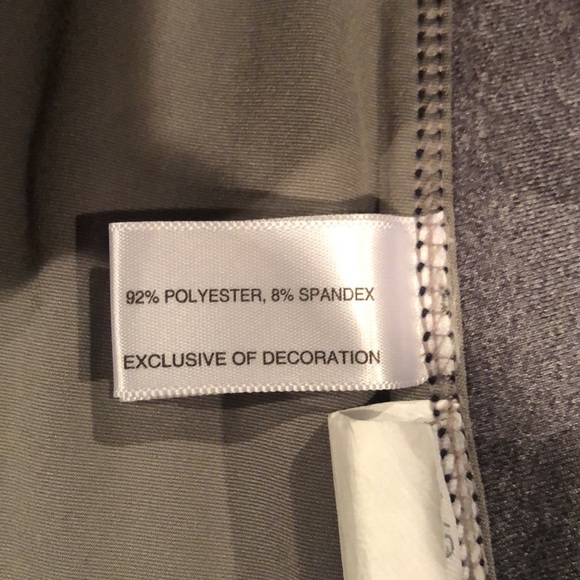 92% POLYESTER, 8% SPANDEX
EXCLUSIVE OF DECORATION